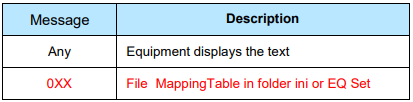 Message Description
Any Equipment displays the text
0XX File MappingTable in folder ini or EQ Set